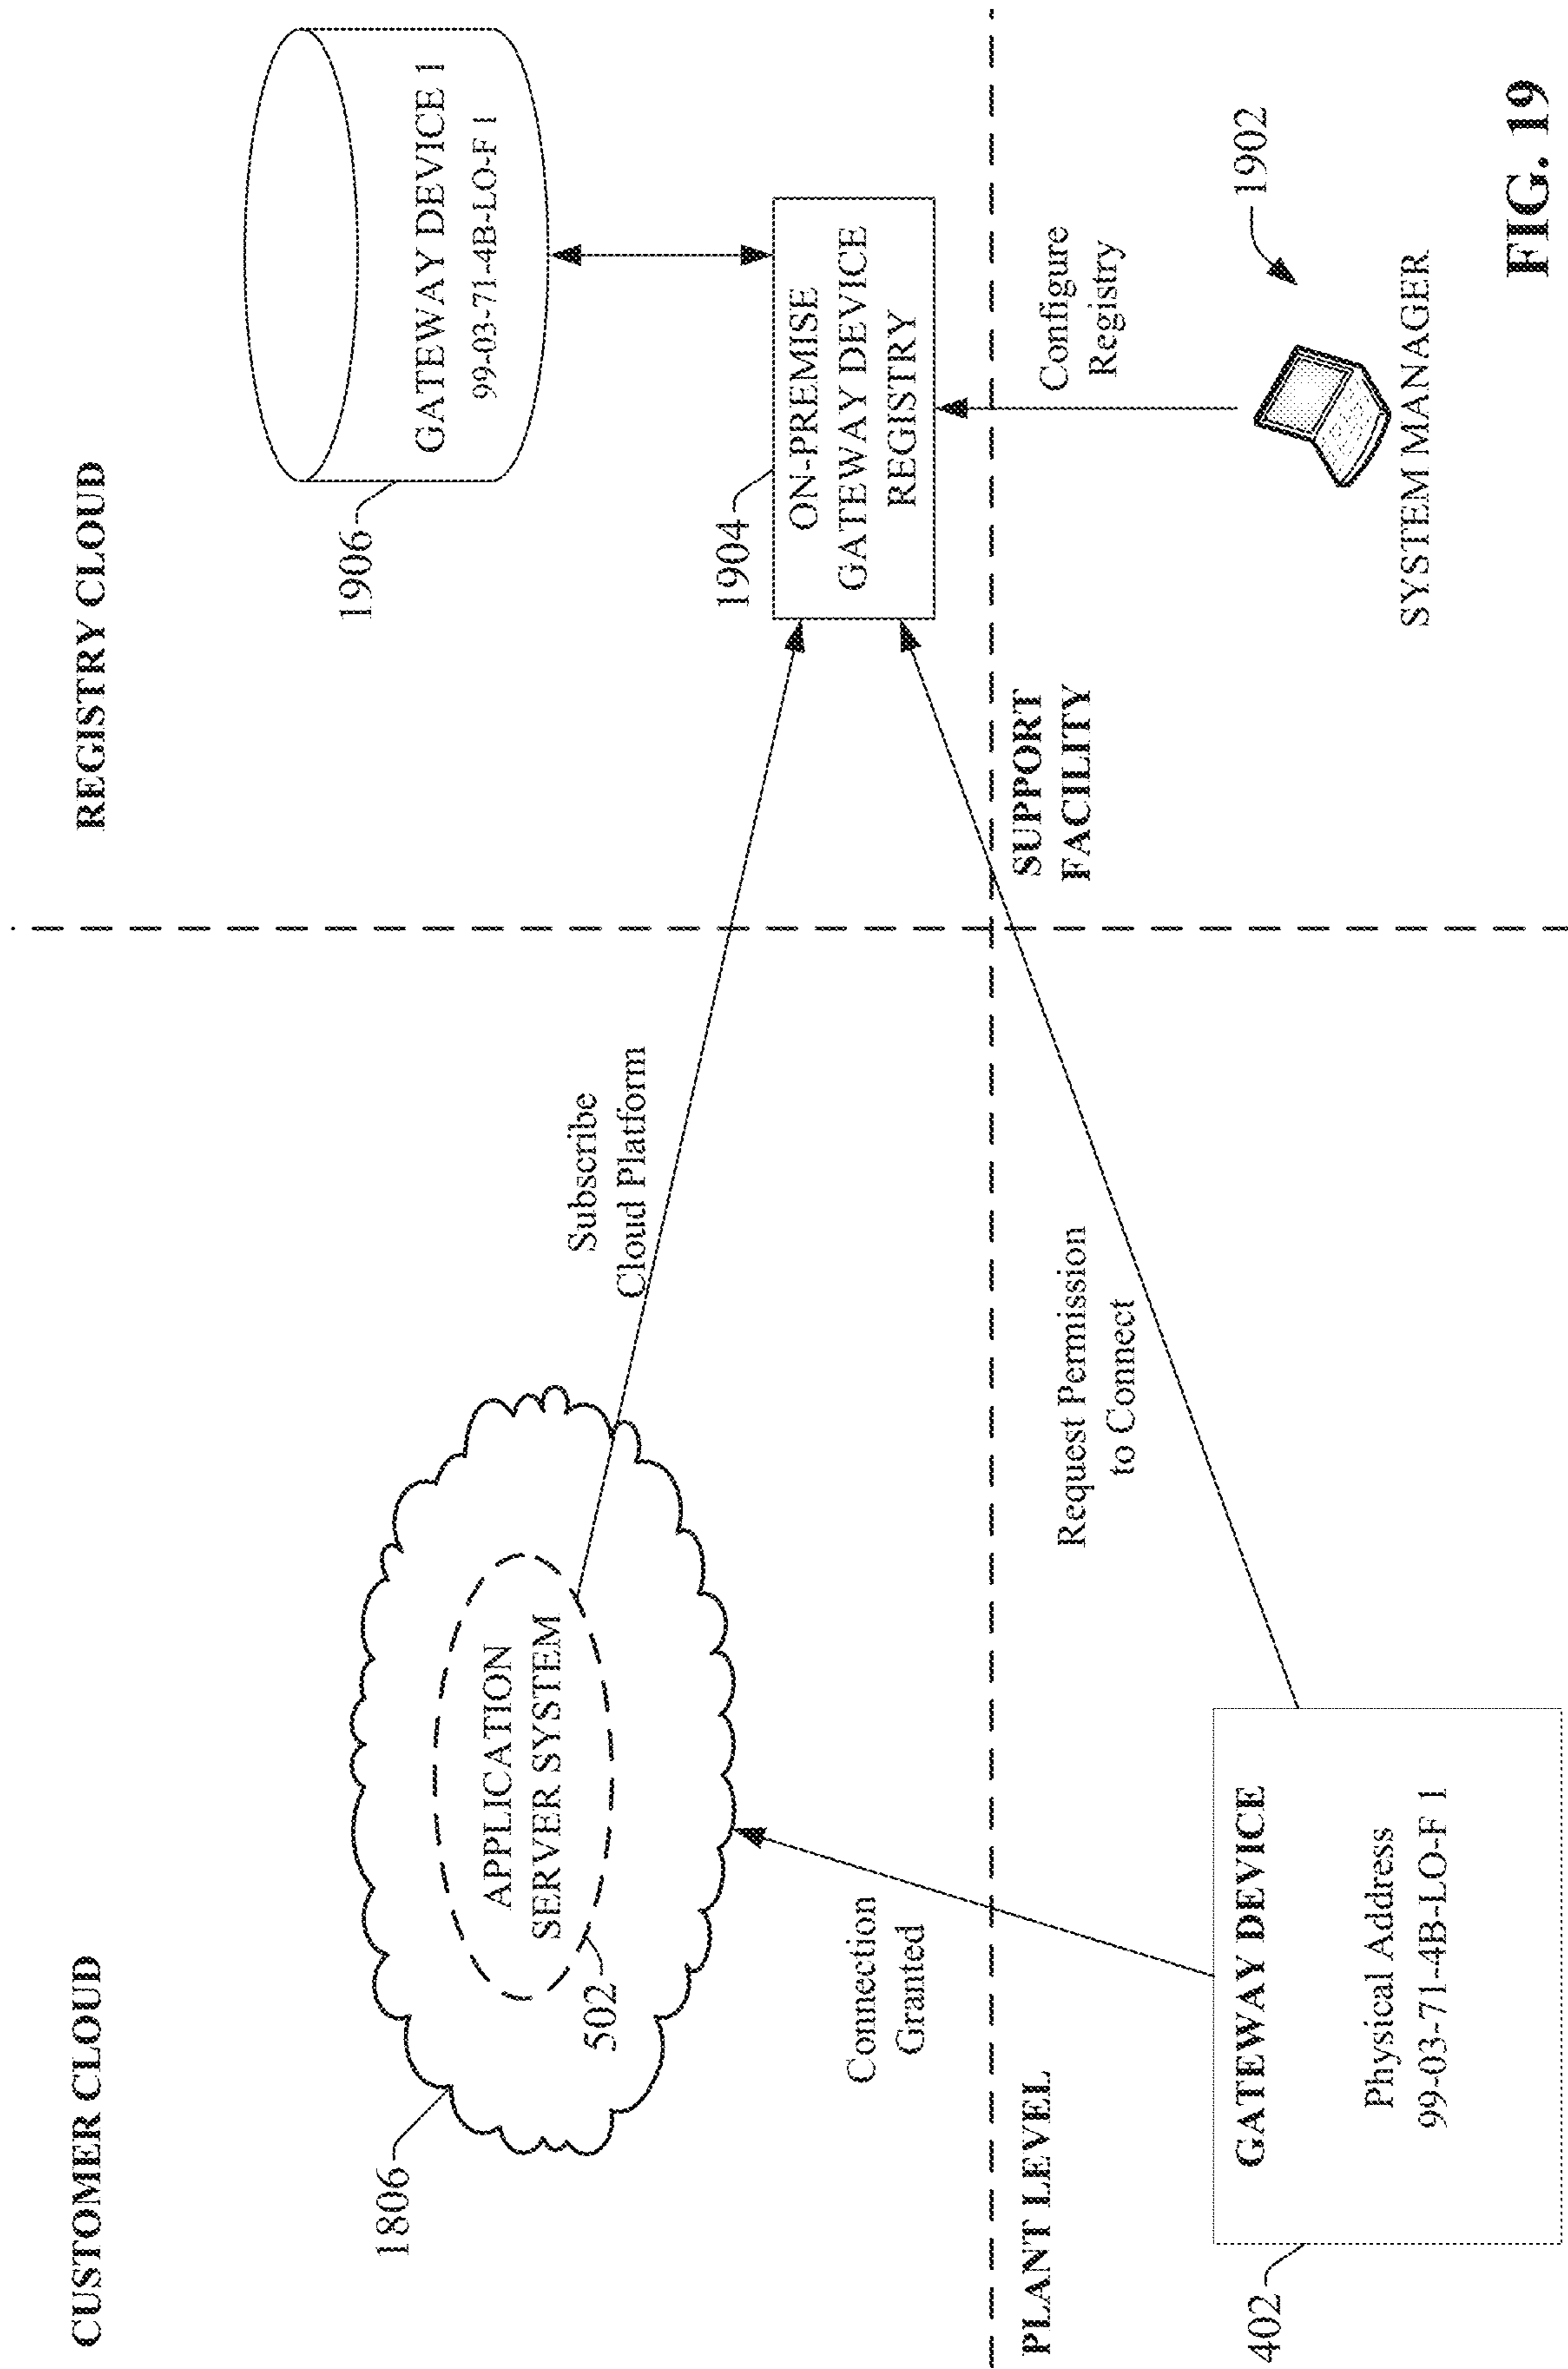 CUSTOMER CLOUD
REGISTRY CLOUD
1806
APPLICATION
SERVER SYSTEM
502
Subscribe
Cloud Platform
1906
GATEWAY DEVICE 1
99-03-71-4B-LO-F 1
1904
ON-PREMISE
GATEWAY DEVICE
REGISTRY
Connection
Granted
PLANT LEVEL
Request Permission
to Connect
SUPPORT
FACILITY
Configure
Registry
402
GATEWAY DEVICE
Physical Address
99-03-71-4B-LO-F 1
1902
SYSTEM MANAGER
FIG. 19